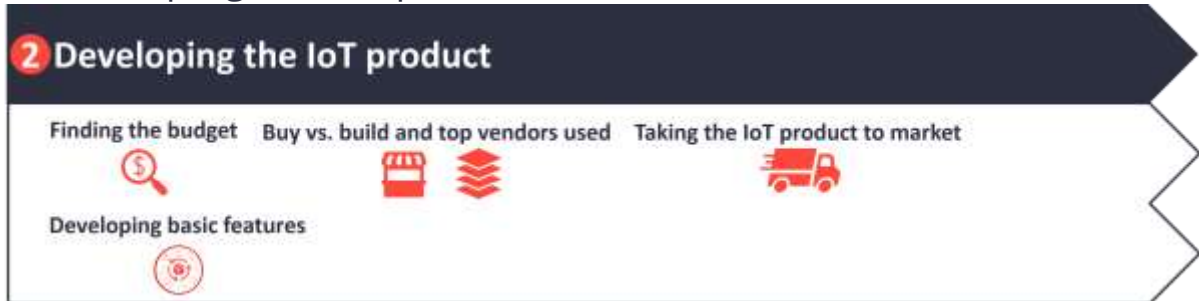 2 Developing the IoT product
Finding the budget
Buy vs. build and top vendors used
Taking the IoT product to market
Developing basic features